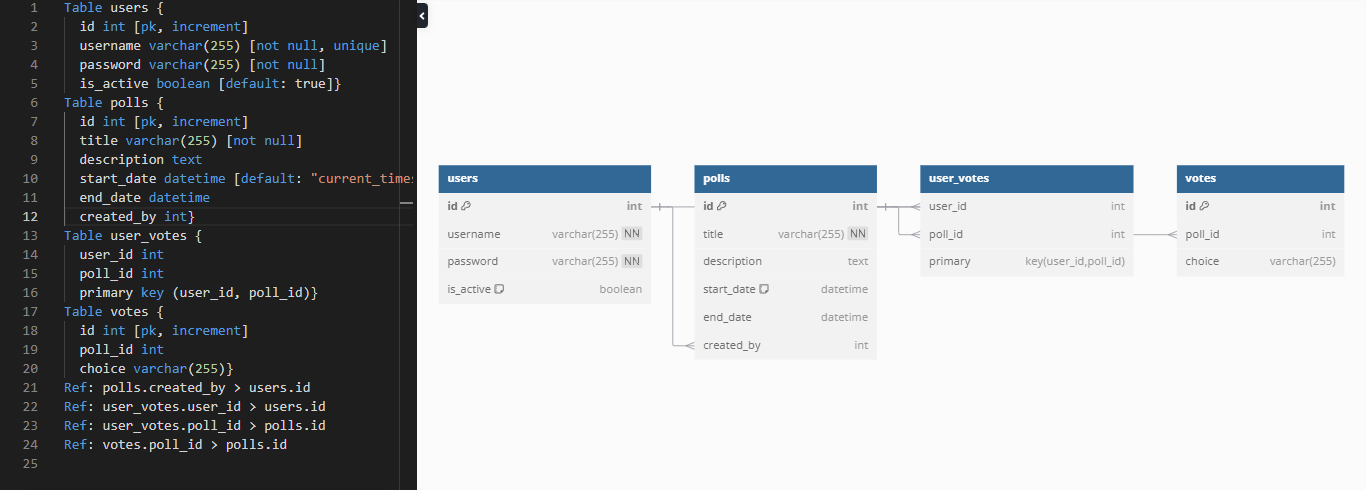 1 Table users {
2 id int [pk, increment]
3 username varchar(255) [not null, unique]
4 password varchar(255) [not null]
5 is_active boolean [default: true]}
6 Table polls {
7 id int [pk, increment]
8 title varchar(255) [not null]
9 description text
10 start_date datetime [default: "current_time
11 end_date datetime
12 created_by int}
13 Table user_votes {
14 user_id int
15 poll_id int
16 primary key (user_id, poll_id)}
17 Table votes {
18 id int [pk, increment]
19 poll_id int
20 choice varchar(255)}
21 Ref: polls.created_by > users.id
22 Ref: user_votes.user_id > users.id
23 Ref: user_votes.poll_id > polls.id
24 Ref: votes.poll_id > polls.id
25
users
id int
username varchar(255) NN
password varchar(255) NN
is_active boolean
polls
id int
title varchar(255) NN
description text
start_date datetime
end_date datetime
created_by int
user_votes
user_id int
poll_id int
primary key(user_id,poll_id)
votes
id int
poll_id int
choice varchar(255)